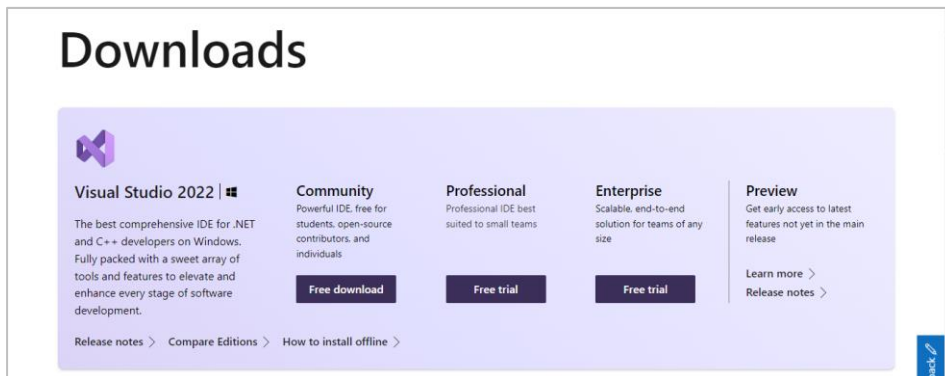 Downloads
Visual Studio 2022
The best comprehensive IDE for .NET
and C++ developers on Windows.
Fully packed with a sweet array of
tools and features to elevate and
enhance every stage of software
development.
Community
Powerful IDE, free for
students, open-source
contributors, and
individuals
Free download
Professional
Professional IDE best
suited to small teams
Free trial
Enterprise
Scalable, end-to-end
solution for teams of any
size
Free trial
Preview
Get early access to latest
features not yet in the main
release
Learn more
Release notes
Release notes
Compare Editions
How to install offline
back